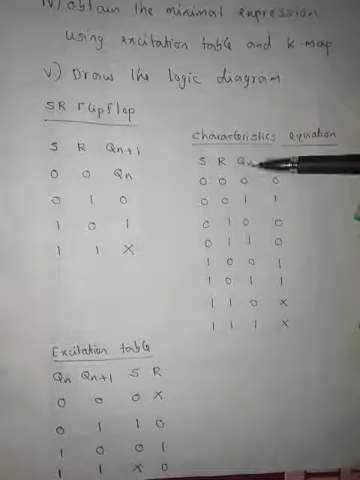 iv) obtain the minimal expression
using excitation table and k-map
v) Draw the logic diagram
SR FlipFlop
S R Qn+1
0 0 Qn
0 1 0
1 0 1
1 1 X
characteristics equation
S R Qn
0 0 0 0
0 0 1 1
0 1 0 0
0 1 1 0
1 0 0 1
1 0 1 1
1 1 0 X
1 1 1 X
Excitation table
Qn Qn+1 S R
0 0 0 X
0 1 1 0
1 0 0 1
1 1 X 0